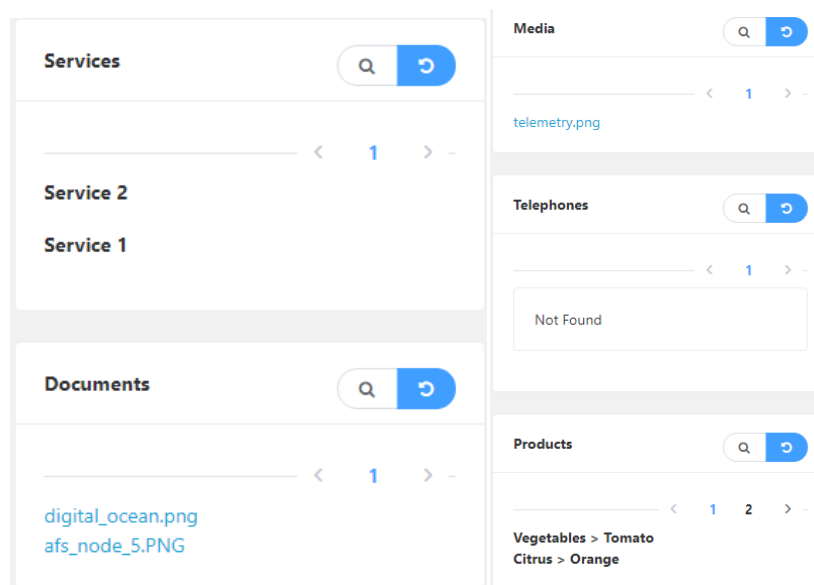 Services
1
Service 2
Service 1
Documents
1
digital_ocean.png
afs_node_5.PNG
Media
1
telemetry.png
Telephones
1
Not Found
Products
1 2
Vegetables > Tomato
Citrus > Orange